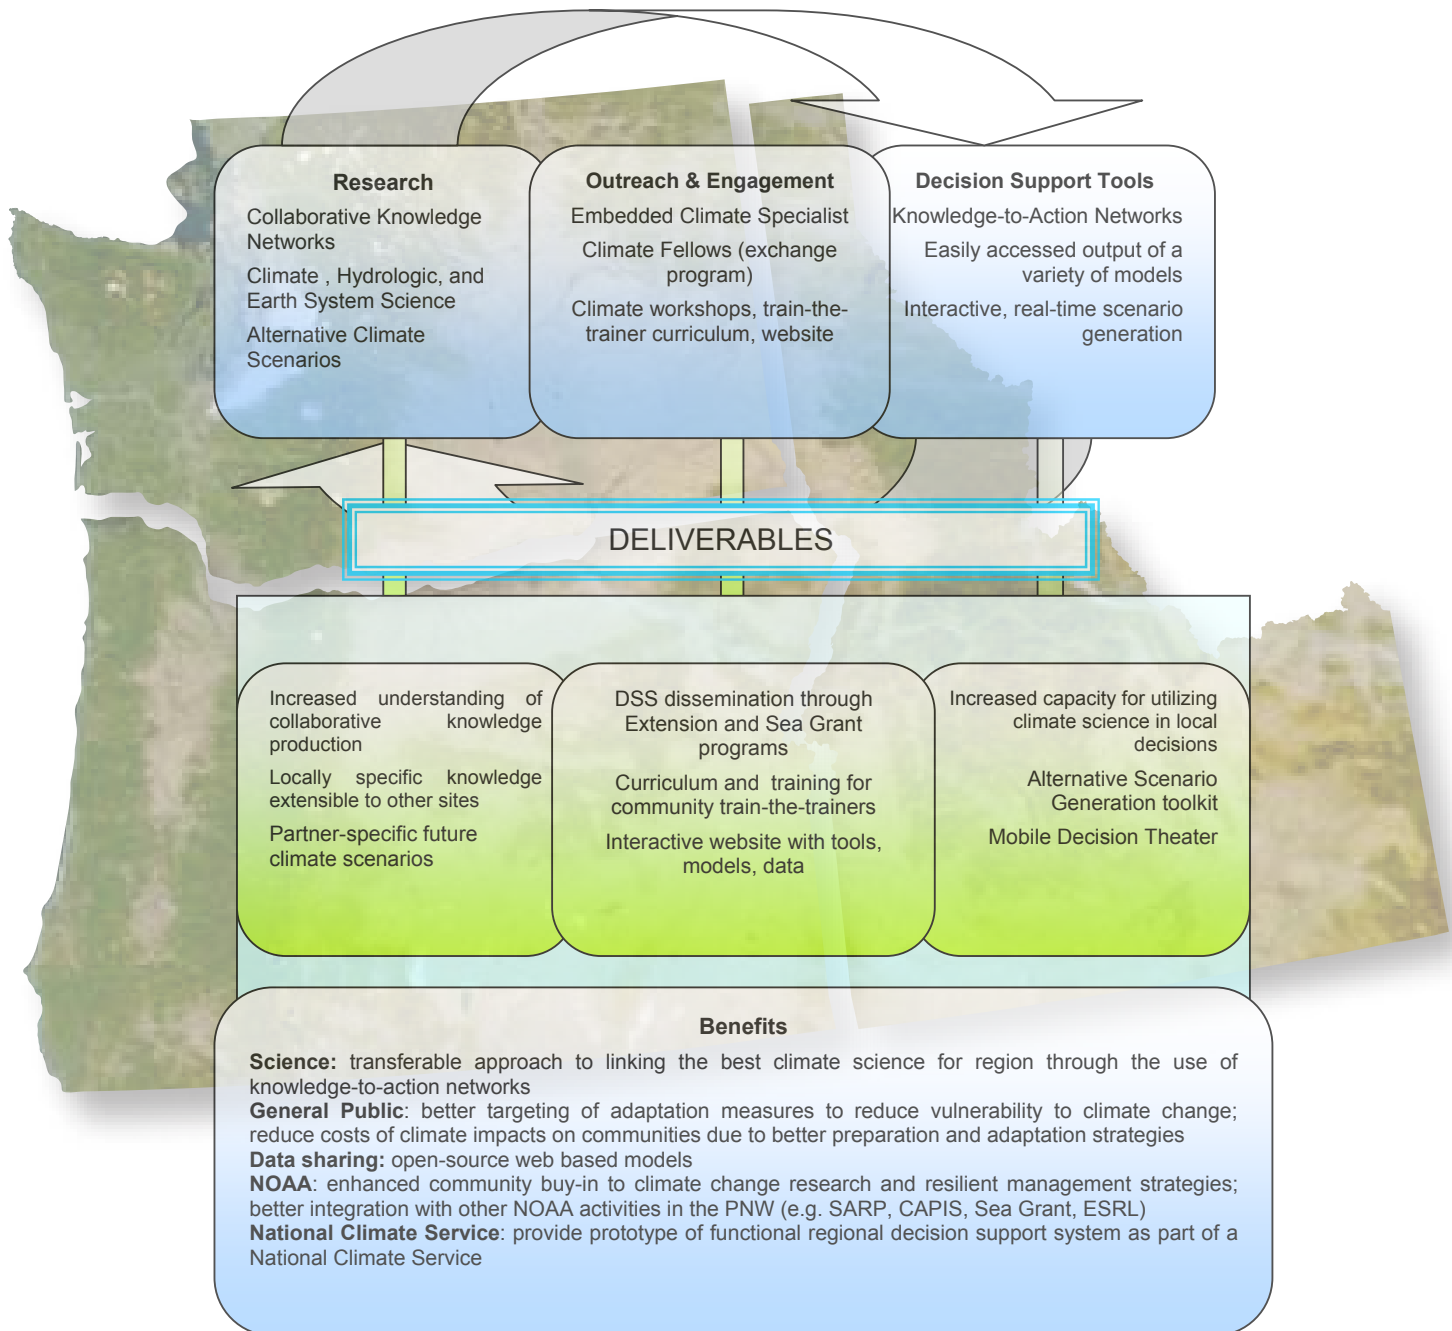 Research
Collaborative Knowledge
Networks
Climate , Hydrologic, and
Earth System Science
Alternative Climate
Scenarios
Outreach & Engagement
Embedded Climate Specialist
Climate Fellows (exchange
program)
Climate workshops, train-the-
trainer curriculum, website
Decision Support Tools
Knowledge-to-Action Networks
Easily accessed output of a
variety of models
Interactive, real-time scenario
generation
DELIVERABLES
Increased understanding of
collaborative knowledge
production
Locally specific knowledge
extensible to other sites
Partner-specific future
climate scenarios
DSS dissemination through
Extension and Sea Grant
programs
Curriculum and training for
community train-the-trainers
Interactive website with tools,
models, data
Increased capacity for utilizing
climate science in local
decisions
Alternative Scenario
Generation toolkit
Mobile Decision Theater
Benefits
Science: transferable approach to linking the best climate science for region through the use of
knowledge-to-action networks
General Public: better targeting of adaptation measures to reduce vulnerability to climate change;
reduce costs of climate impacts on communities due to better preparation and adaptation strategies
Data sharing: open-source web based models
NOAA: enhanced community buy-in to climate change research and resilient management strategies;
better integration with other NOAA activities in the PNW (e.g. SARP, CAPIS, Sea Grant, ESRL)
National Climate Service: provide prototype of functional regional decision support system as part of a
National Climate Service